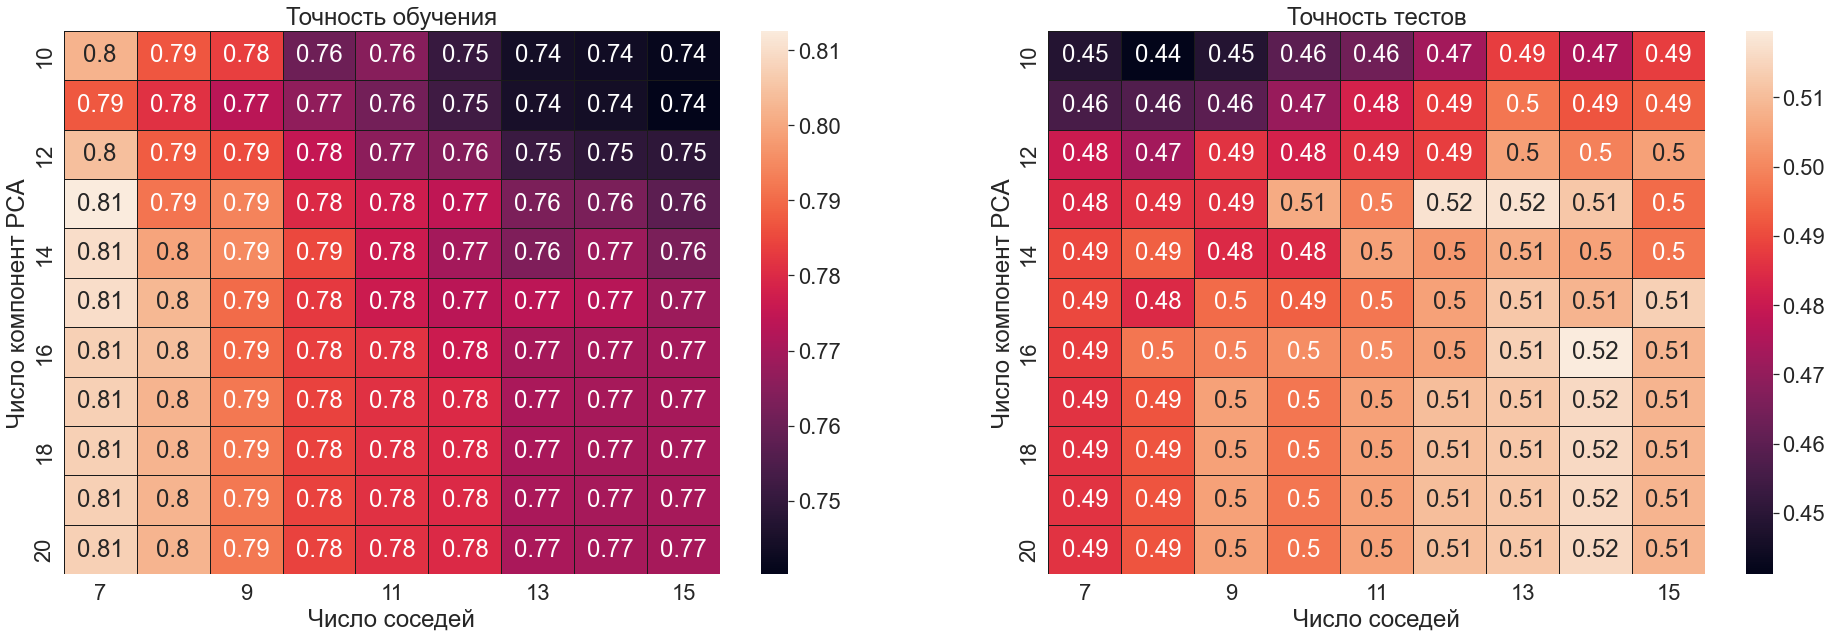 Точность обучения
Число компонент PCA
10 0.8 0.79 0.78 0.76 0.76 0.75 0.74 0.74 0.74
0.79 0.78 0.77 0.77 0.76 0.75 0.74 0.74 0.74
12 0.8 0.79 0.79 0.78 0.77 0.76 0.75 0.75 0.75
0.81 0.79 0.79 0.78 0.78 0.77 0.76 0.76 0.76
14 0.81 0.8 0.79 0.79 0.78 0.77 0.76 0.77 0.76
0.81 0.8 0.79 0.78 0.78 0.77 0.77 0.77 0.77
16 0.81 0.8 0.79 0.78 0.78 0.78 0.77 0.77 0.77
0.81 0.8 0.79 0.78 0.78 0.78 0.77 0.77 0.77
18 0.81 0.8 0.79 0.78 0.78 0.78 0.77 0.77 0.77
0.81 0.8 0.79 0.78 0.78 0.78 0.77 0.77 0.77
20 0.81 0.8 0.79 0.78 0.78 0.78 0.77 0.77 0.77
7 9 11 13 15
Число соседей
0.81
0.80
0.79
0.78
0.77
0.76
0.75
Точность тестов
Число компонент PCA
10 0.45 0.44 0.45 0.46 0.46 0.47 0.49 0.47 0.49
0.46 0.46 0.46 0.47 0.48 0.49 0.5 0.49 0.49
12 0.48 0.47 0.49 0.48 0.49 0.49 0.5 0.5 0.5
0.48 0.49 0.49 0.51 0.5 0.52 0.52 0.51 0.5
14 0.49 0.49 0.48 0.48 0.5 0.5 0.51 0.5 0.5
0.49 0.48 0.5 0.49 0.5 0.5 0.51 0.51 0.51
16 0.49 0.5 0.5 0.5 0.5 0.5 0.51 0.52 0.51
0.49 0.49 0.5 0.5 0.5 0.51 0.51 0.52 0.51
18 0.49 0.49 0.5 0.5 0.5 0.51 0.51 0.52 0.51
0.49 0.49 0.5 0.5 0.5 0.51 0.51 0.52 0.51
20 0.49 0.49 0.5 0.5 0.5 0.51 0.51 0.52 0.51
7 9 11 13 15
Число соседей
0.51
0.50
0.49
0.48
0.47
0.46
0.45